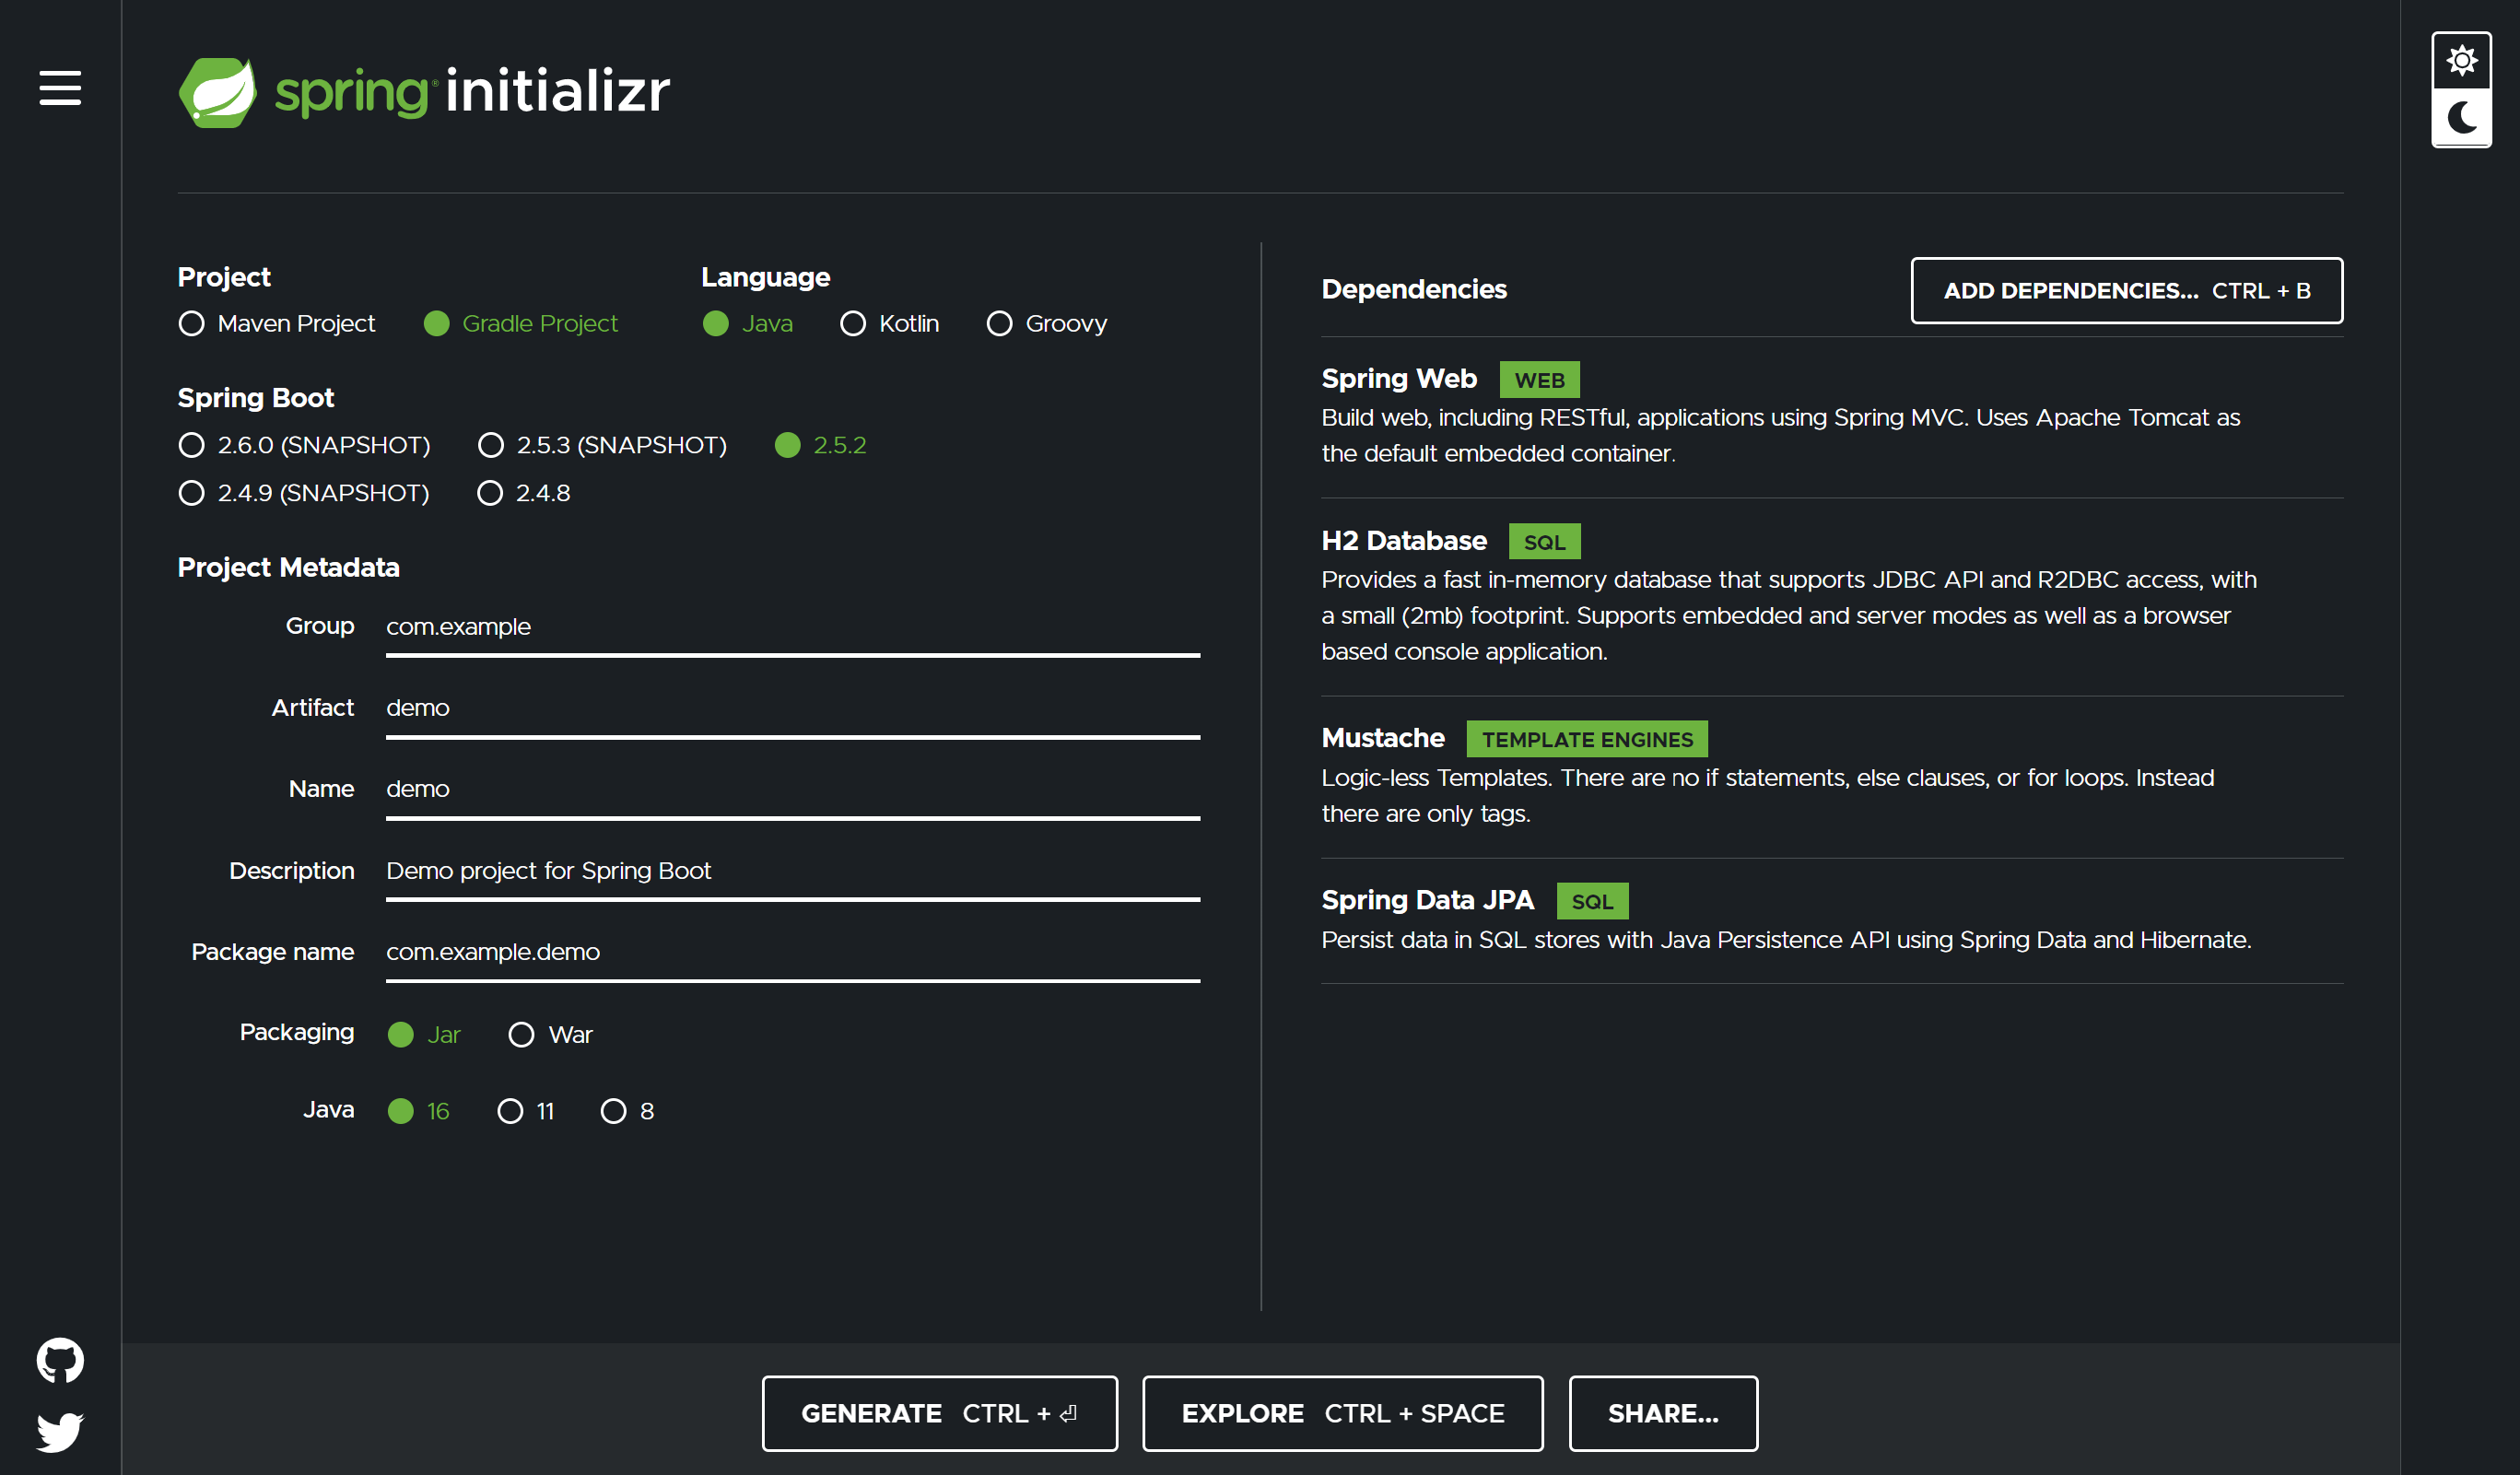 spring initializr
Project
Maven Project Gradle Project
Language
Java Kotlin Groovy
Spring Boot
2.6.0 (SNAPSHOT) 2.5.3 (SNAPSHOT) 2.5.2
2.4.9 (SNAPSHOT) 2.4.8
Project Metadata
Group com.example
Artifact demo
Name demo
Description Demo project for Spring Boot
Package name com.example.demo
Packaging Jar War
Java 16 11 8
Dependencies
ADD DEPENDENCIES... CTRL + B
Spring Web WEB
Build web, including RESTful, applications using Spring MVC. Uses Apache Tomcat as
the default embedded container.
H2 Database SQL
Provides a fast in-memory database that supports JDBC API and R2DBC access, with
a small (2mb) footprint. Supports embedded and server modes as well as a browser
based console application.
Mustache TEMPLATE ENGINES
Logic-less Templates. There are no if statements, else clauses, or for loops. Instead
there are only tags.
Spring Data JPA SQL
Persist data in SQL stores with Java Persistence API using Spring Data and Hibernate.
GENERATE CTRL + ⏎
EXPLORE CTRL + SPACE
SHARE...